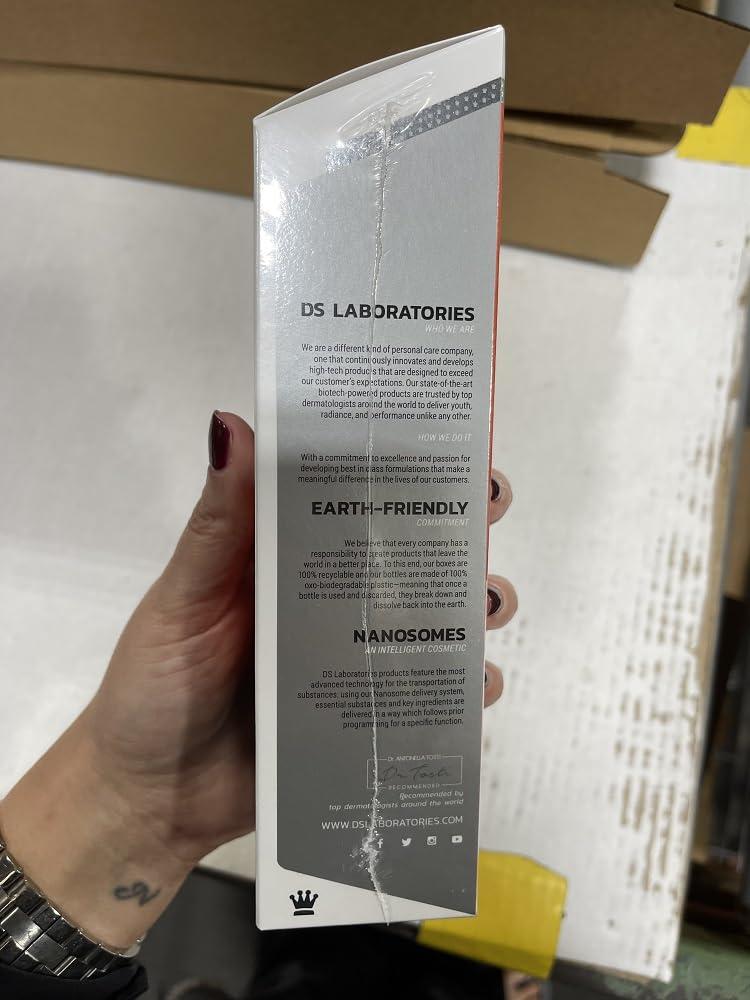 DS LABORATORIES
WHO WE ARE
We are a different kind of personal care company,
one that continuously innovates and develops
high-tech products that are designed to exceed
our customer's expectations. Our state-of-the-art
biotech-powered products are trusted by top
dermatologists around the world to deliver youth,
radiance, and performance unlike any other.
HOW WE DO IT
With a commitment to excellence and passion for
developing best in class formulations that make a
meaningful difference in the lives of our customers.
EARTH-FRIENDLY
COMMITMENT
We believe that every company has a
responsibility to create products that leave the
world in a better place. To this end, our boxes are
100% recyclable and our bottles are made of 100%
oxo-biodegradable plastic—meaning that once a
bottle is used and discarded, they break down and
dissolve back into the earth.
NANOSOMES
AN INTELLIGENT COSMETIC
DS Laboratories products feature the most
advanced technology for the transportation of
substances: using our Nanosome delivery system,
essential substances and key ingredients are
delivered in a way which follows prior
programming for a specific function.
Dr. ANTONELLA TOSTI
Dr Tosti
RECOMMENDED
Recommended by
top dermatologists around the world
WWW.DSLABORATORIES.COM